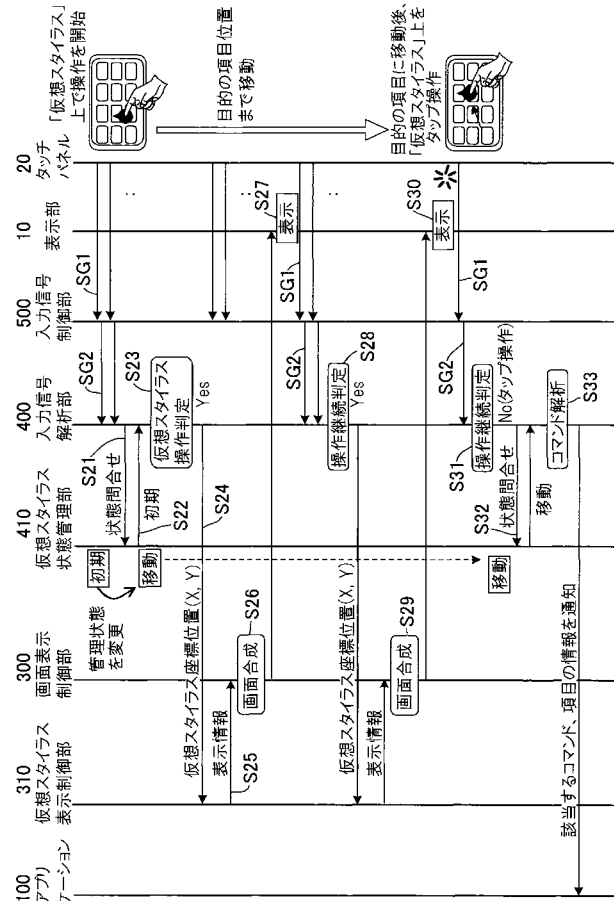 100
アプリ
ケーション
310
仮想スタイラス
表示制御部
300
画面表示
制御部
410
仮想スタイラス
状態管理部
400
入力信号
解析部
500
入力信号
制御部
10
表示部
20
タッチ
パネル
「仮想スタイラス」
上で操作を開始
SG1
SG2
S21
状態問合せ
初期
管理状態
を変更
移動
初期
S22
S23
仮想スタイラス
操作判定
Yes
S24
仮想スタイラス座標位置(X, Y)
表示情報
S25
画面合成
S26
目的の項目位置
まで移動
表示
S27
SG1
SG2
操作継続判定
S28
Yes
仮想スタイラス座標位置(X, Y)
表示情報
画面合成
S29
表示
S30
目的の項目に移動後、
「仮想スタイラス」上を
タップ操作
SG1
SG2
S31
操作継続判定
No(タップ操作)
S32
状態問合せ
移動
移動
コマンド解析
S33
該当するコマンド、項目の情報を通知